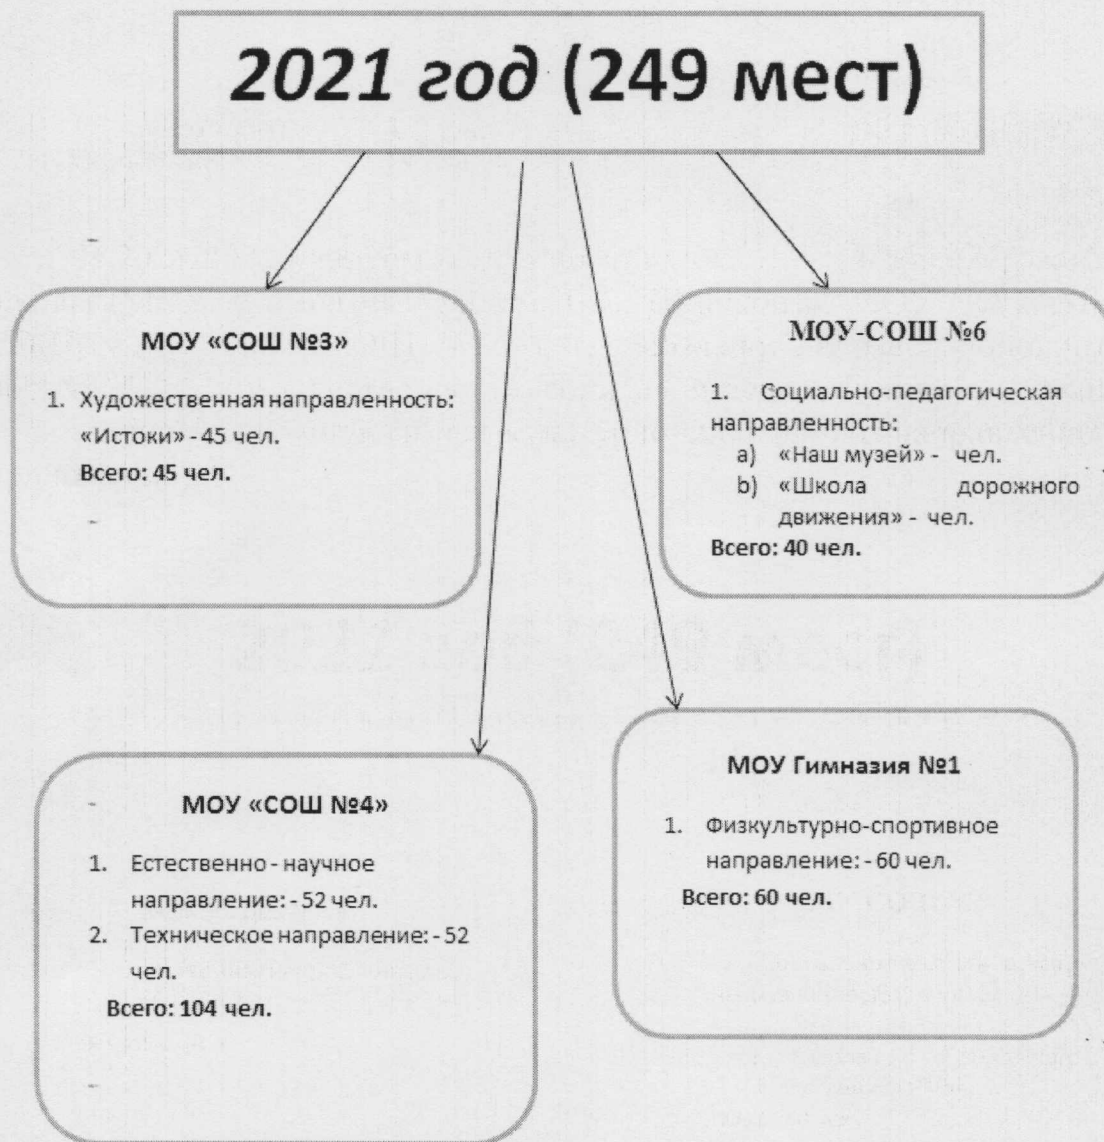 2021 год (249 мест)
МОУ «СОШ №3»
1. Художественная направленность:
«Истоки» - 45 чел.
Всего: 45 чел.
МОУ-СОШ №6
1. Социально-педагогическая
направленность:
a) «Наш музей» - чел.
b) «Школа дорожного
движения» - чел.
Всего: 40 чел.
МОУ «СОШ №4»
1. Естественно - научное
направление: - 52 чел.
2. Техническое направление: - 52
чел.
Всего: 104 чел.
МОУ Гимназия №1
1. Физкультурно-спортивное
направление: - 60 чел.
Всего: 60 чел.